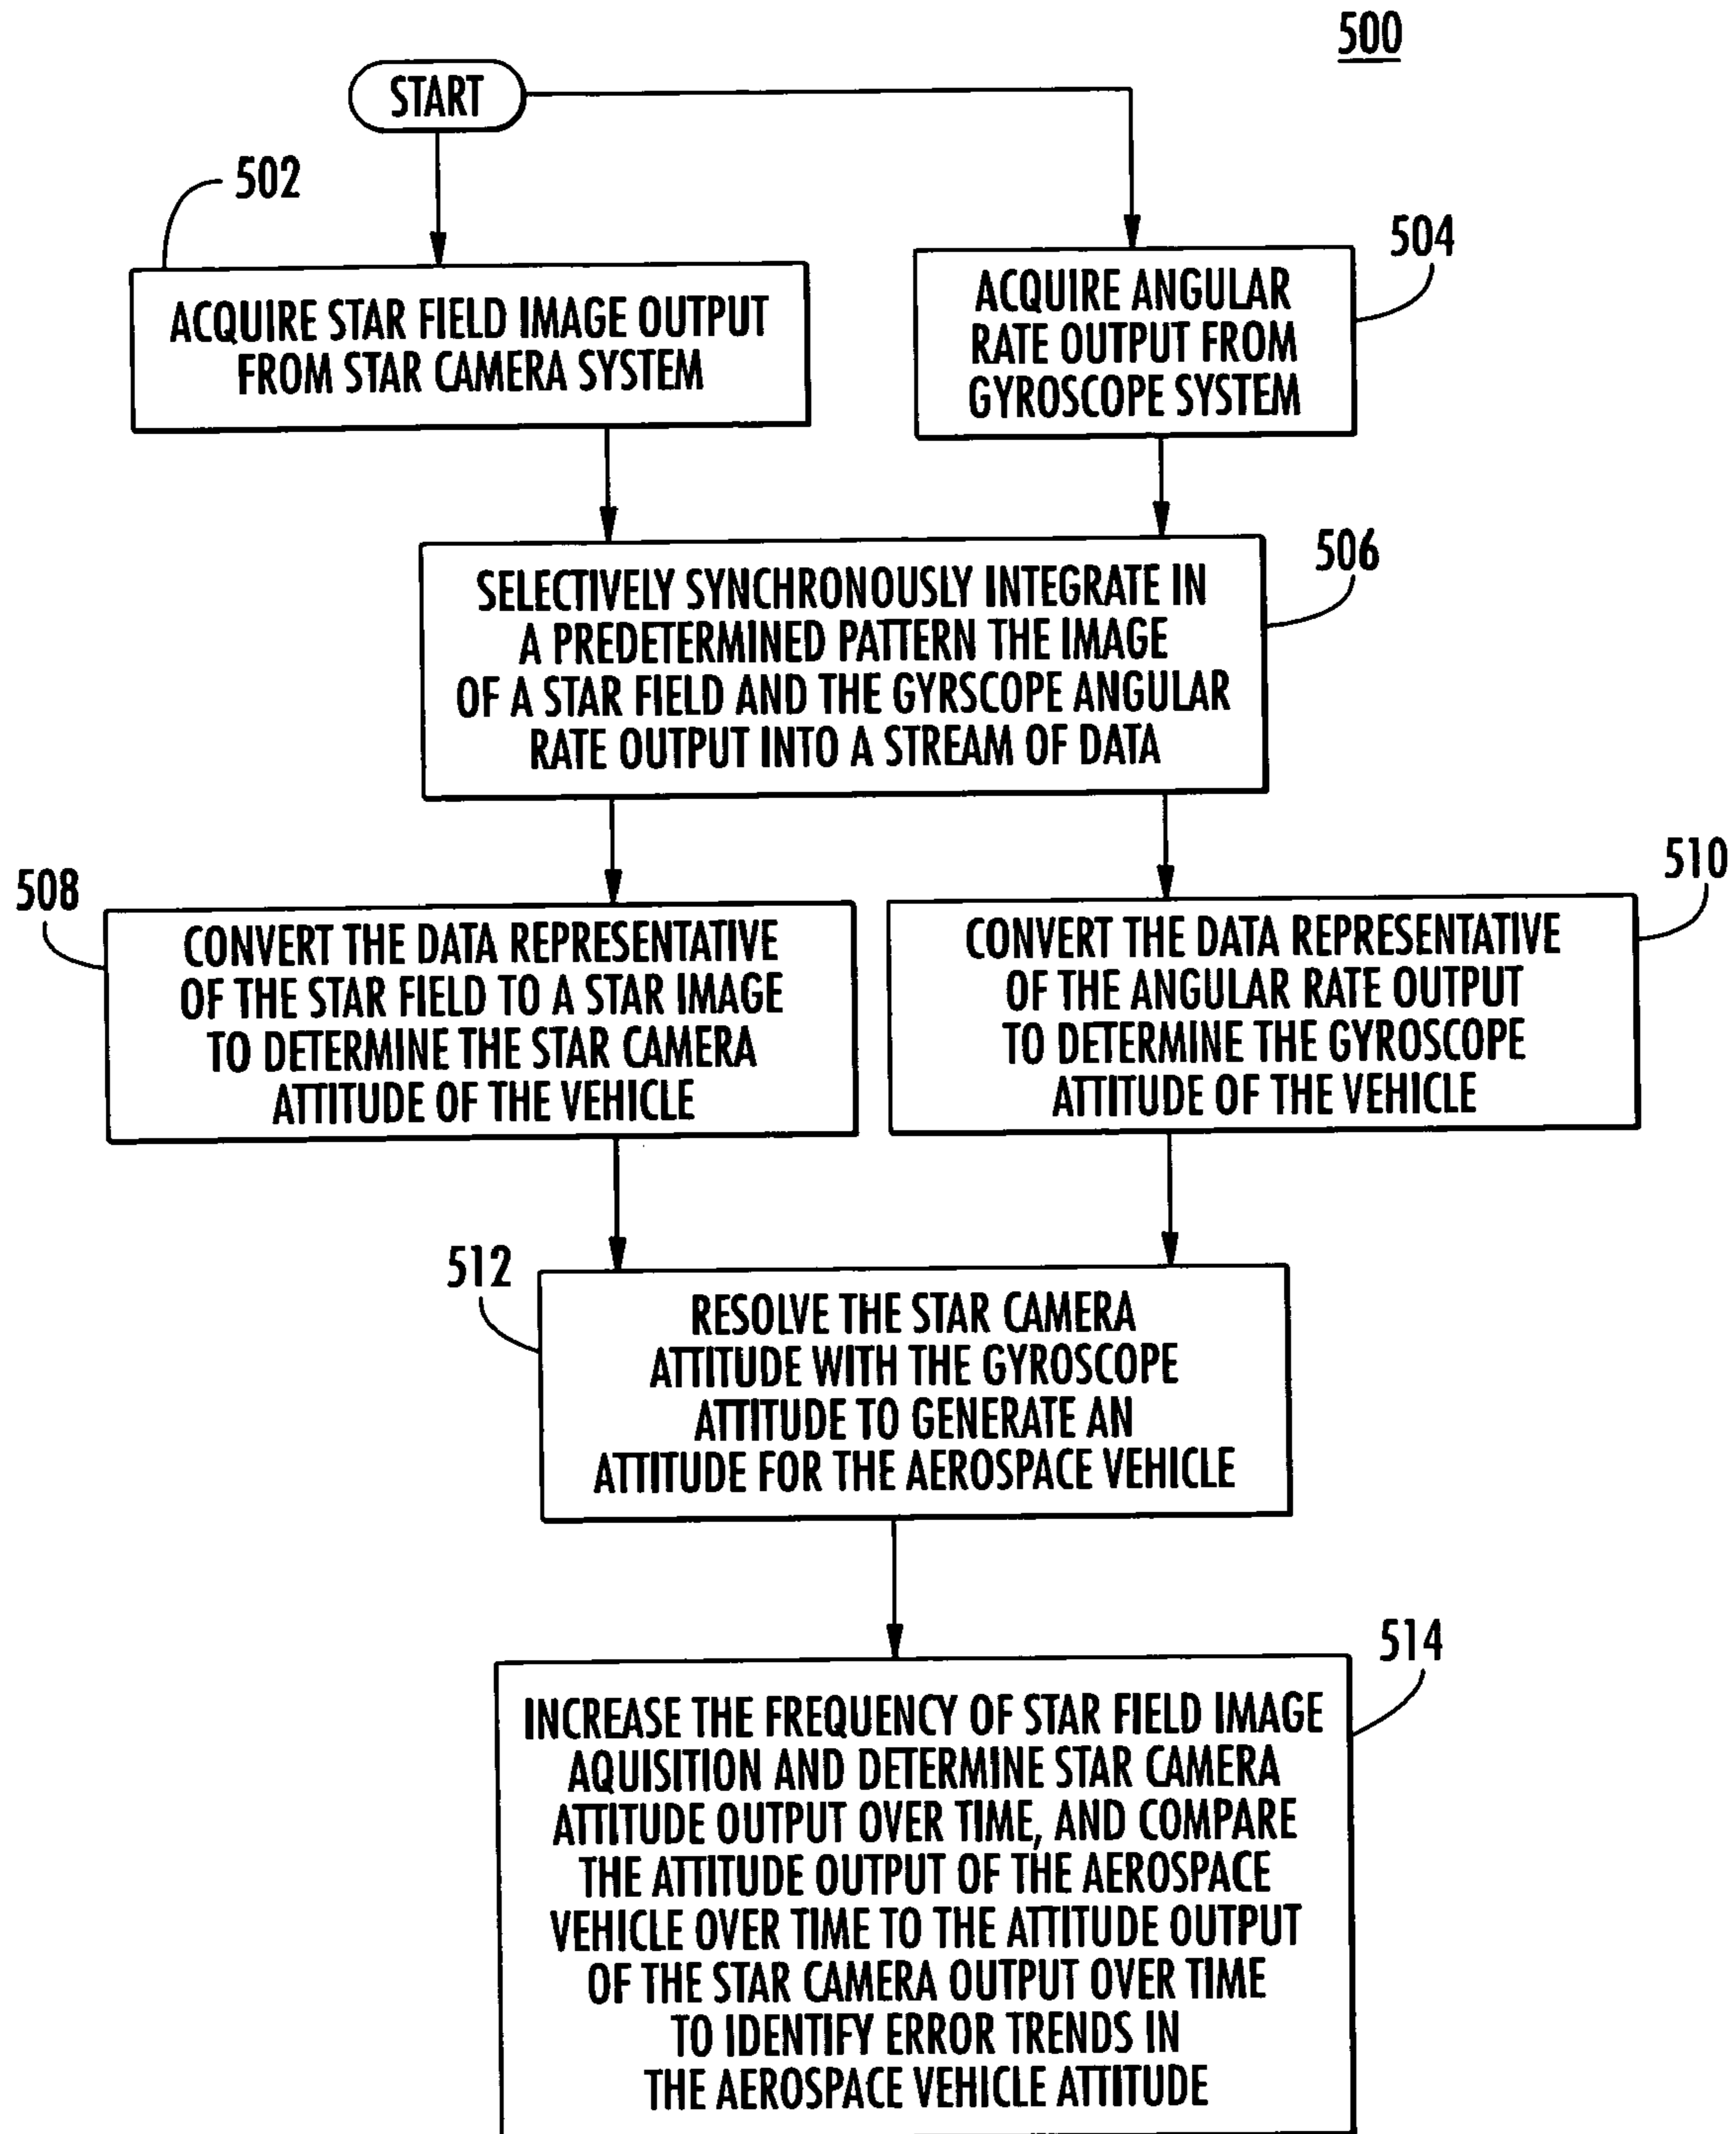 500
START
502
504
ACQUIRE STAR FIELD IMAGE OUTPUT
FROM STAR CAMERA SYSTEM
ACQUIRE ANGULAR
RATE OUTPUT FROM
GYROSCOPE SYSTEM
506
SELECTIVELY SYNCHRONOUSLY INTEGRATE IN
A PREDETERMINED PATTERN THE IMAGE
OF A STAR FIELD AND THE GYRSCOPE ANGULAR
RATE OUTPUT INTO A STREAM OF DATA
508
510
CONVERT THE DATA REPRESENTATIVE
OF THE STAR FIELD TO A STAR IMAGE
TO DETERMINE THE STAR CAMERA
ATTITUDE OF THE VEHICLE
CONVERT THE DATA REPRESENTATIVE
OF THE ANGULAR RATE OUTPUT
TO DETERMINE THE GYROSCOPE
ATTITUDE OF THE VEHICLE
512
RESOLVE THE STAR CAMERA
ATTITUDE WITH THE GYROSCOPE
ATTITUDE TO GENERATE AN
ATTITUDE FOR THE AEROSPACE VEHICLE
514
INCREASE THE FREQUENCY OF STAR FIELD IMAGE
AQUISITION AND DETERMINE STAR CAMERA
ATTITUDE OUTPUT OVER TIME, AND COMPARE
THE ATTITUDE OUTPUT OF THE AEROSPACE
VEHICLE OVER TIME TO THE ATTITUDE OUTPUT
OF THE STAR CAMERA OUTPUT OVER TIME
TO IDENTIFY ERROR TRENDS IN
THE AEROSPACE VEHICLE ATTITUDE